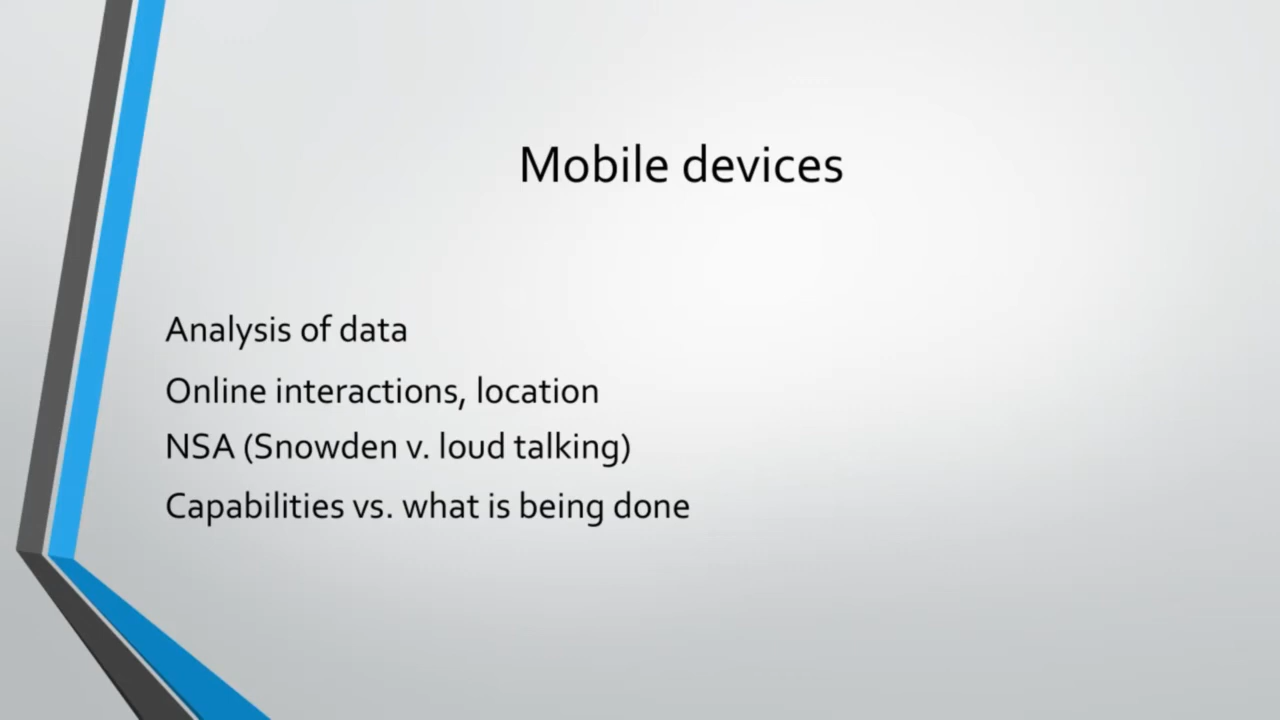 Mobile devices
Analysis of data
Online interactions, location
NSA (Snowden v. loud talking)
Capabilities vs. what is being done